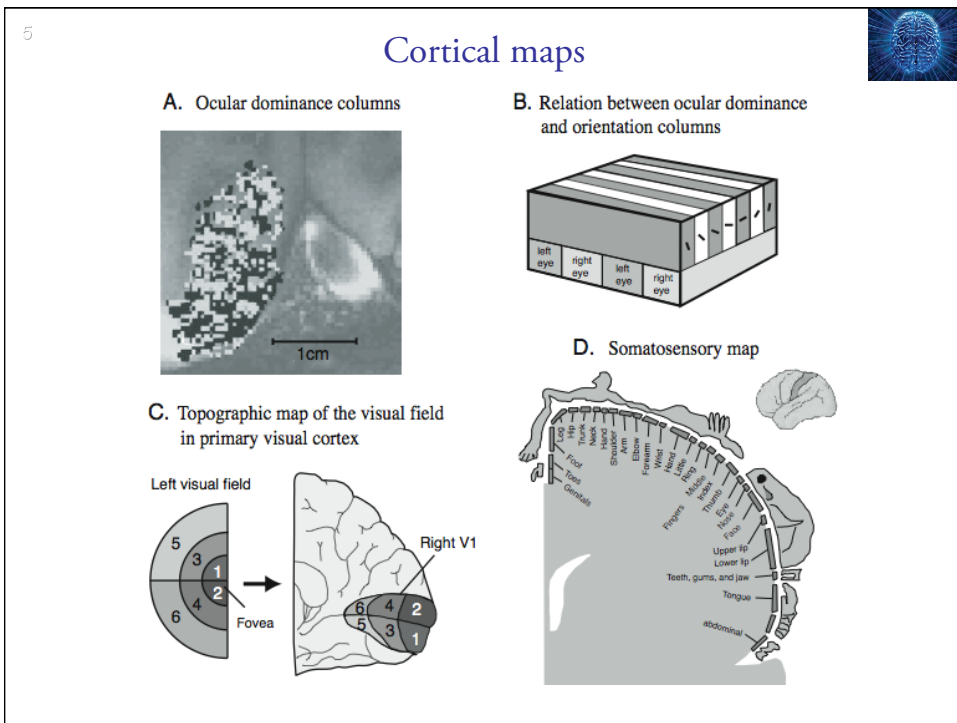 5
Cortical maps
A. Ocular dominance columns
1cm
B. Relation between ocular dominance
and orientation columns
left
eye
right
eye
left
eye
right
eye
C. Topographic map of the visual field
in primary visual cortex
Left visual field
5
3
1
2
4
6
Fovea
Right V1
6
4
2
5
3
1
D. Somatosensory map
Leg
Hip
Trunk
Neck
Hand
Shoulder
Arm
Elbow
Forearm
Wrist
Hand
Little
Ring
Middle
Index
Thumb
Eye
Nose
Face
Foot
Toes
Genitals
Fingers
Upper lip
Lower lip
Teeth, gums, and jaw
Tongue
abdominal